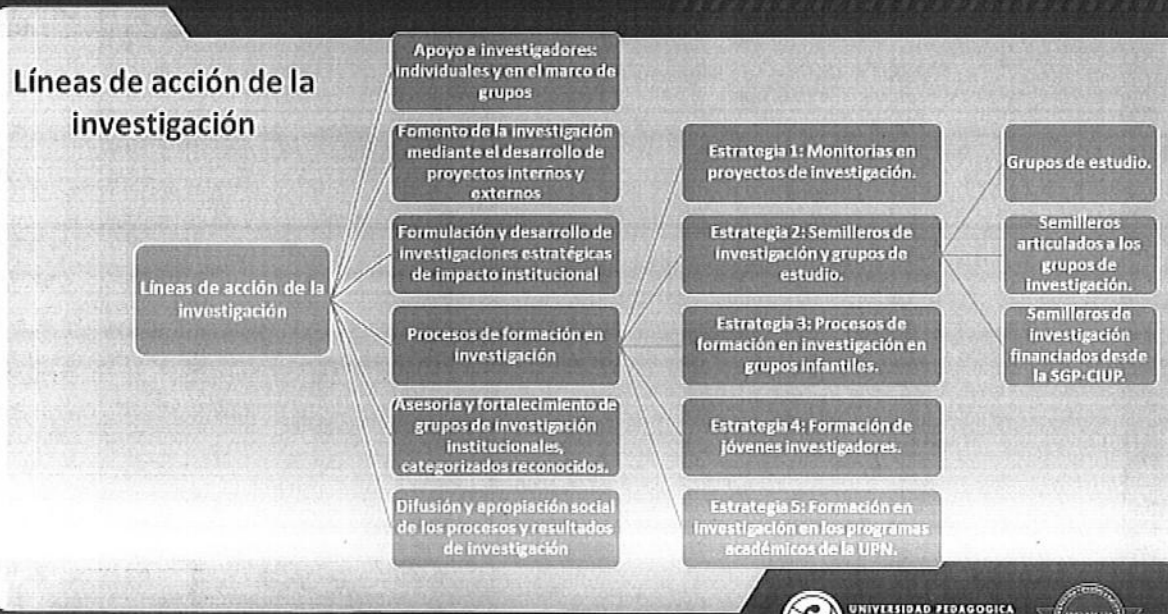 Líneas de acción de la
investigación
Líneas de acción de la
investigación
Apoyo a investigadores:
individuales y en el marco de
grupos
Fomento de la investigación
mediante el desarrollo de
proyectos internos y
externos
Formulación y desarrollo de
investigaciones estratégicas
de impacto institucional
Procesos de formación en
investigación
Asesoria y fortalecimiento de
grupos de investigación
institucionales,
categorizados reconocidos.
Difusión y apropiación social
de los procesos y resultados
de investigación
Estrategia 1: Monitorias en
proyectos de investigación.
Estrategia 2: Semilleros de
investigación y grupos de
estudio.
Estrategia 3: Procesos de
formación en investigación en
grupos infantiles.
Estrategia 4: Formación de
jóvenes investigadores.
Estrategia 5: Formación en
investigación en los programas
académicos de la UPN.
Grupos de estudio.
Semilleros
articulados a los
grupos de
investigación.
Semilleros de
investigación
financiados desde
la SGP-CIUP.
UNIVERSIDAD PEDAGOGICA